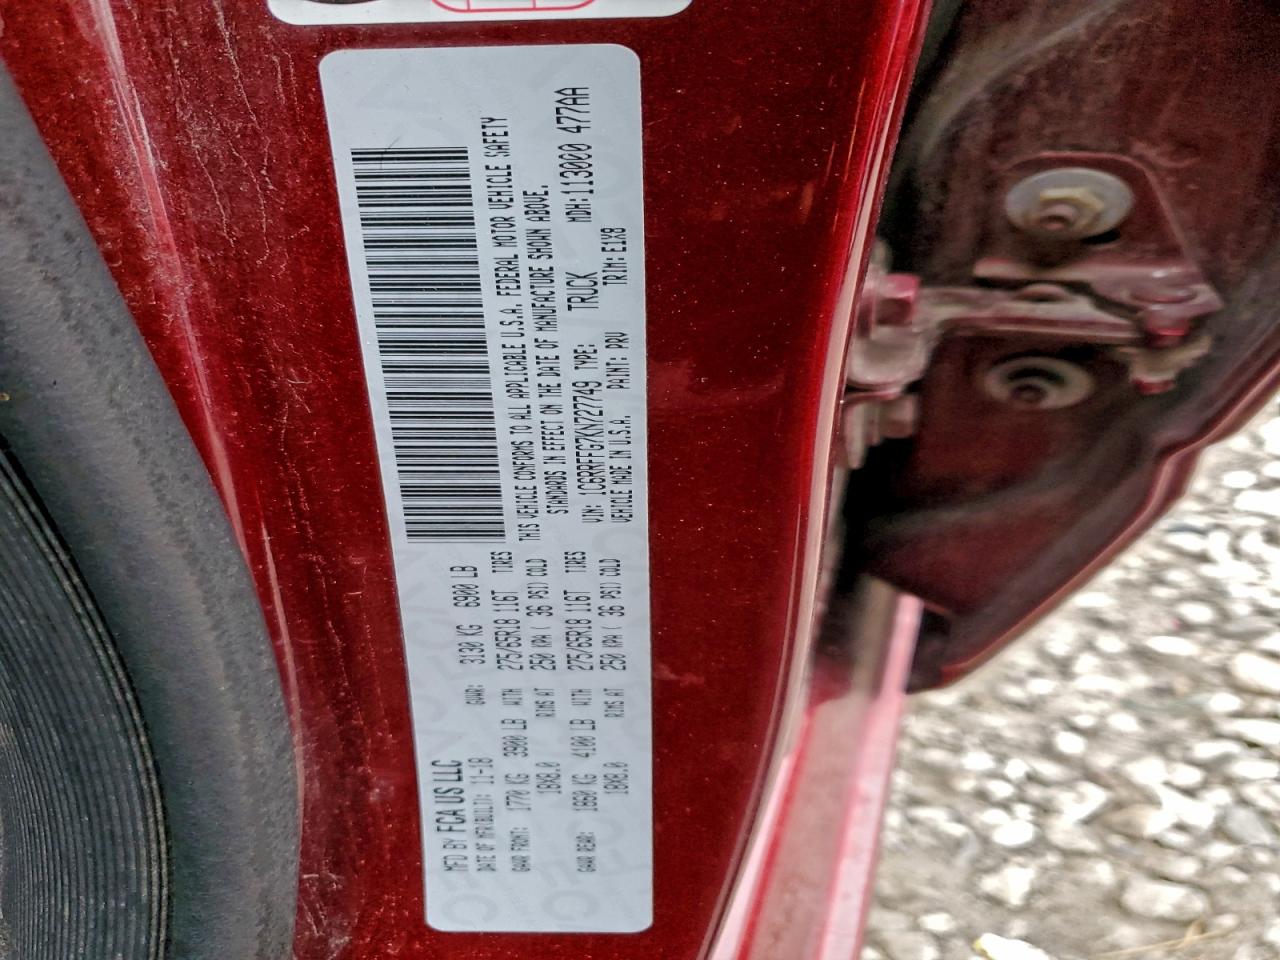 MFD BY FCA US LLC
DATE OF MFR(BUILT): 11-18 GVWR: 3130 KG 6900 LB
GAWR FRONT: 1770 KG 3900 LB WITH 275/65R18 116T TIRES
18X8.0 RIMS AT 250 KPA ( 36 PSI) COLD
GAWR REAR: 1860 KG 4100 LB WITH 275/65R18 116T TIRES
18X8.0 RIMS AT 250 KPA ( 36 PSI) COLD
THIS VEHICLE CONFORMS TO ALL APPLICABLE U.S.A. FEDERAL MOTOR VEHICLE SAFETY
STANDARDS IN EFFECT ON THE DATE OF MANUFACTURE SHOWN ABOVE.
VIN: 1C6RRFFG7KN727749 TYPE: TRUCK MDH:113000 477AA
VEHICLE MADE IN U.S.A. PAINT: PRV TRIM: E1X8